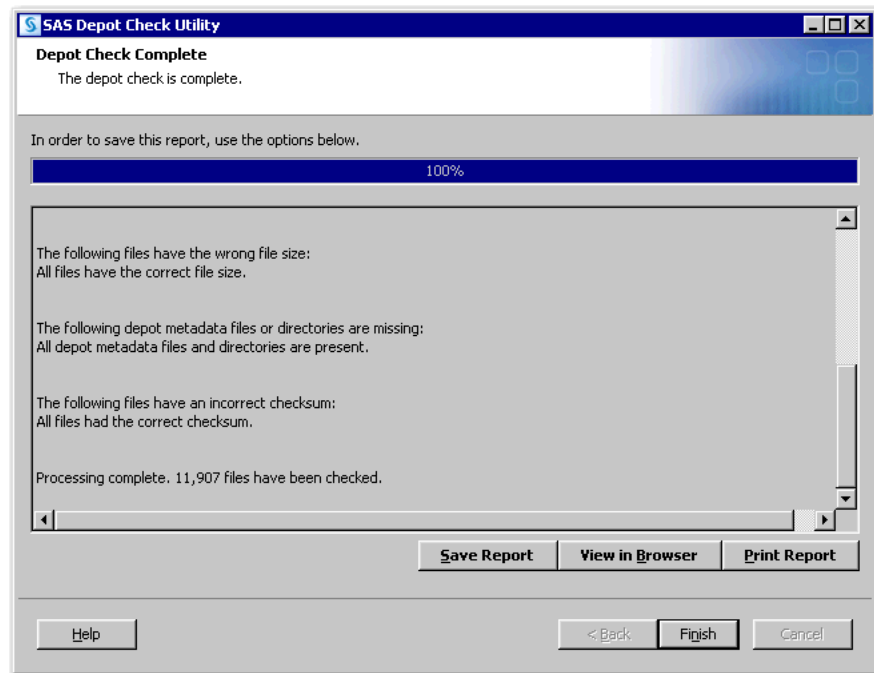 SAS Depot Check Utility
Depot Check Complete
The depot check is complete.
In order to save this report, use the options below.
100%
The following files have the wrong file size:
All files have the correct file size.
The following depot metadata files or directories are missing:
All depot metadata files and directories are present.
The following files have an incorrect checksum:
All files had the correct checksum.
Processing complete. 11,907 files have been checked.
Save Report View in Browser Print Report
Help < Back Finish Cancel